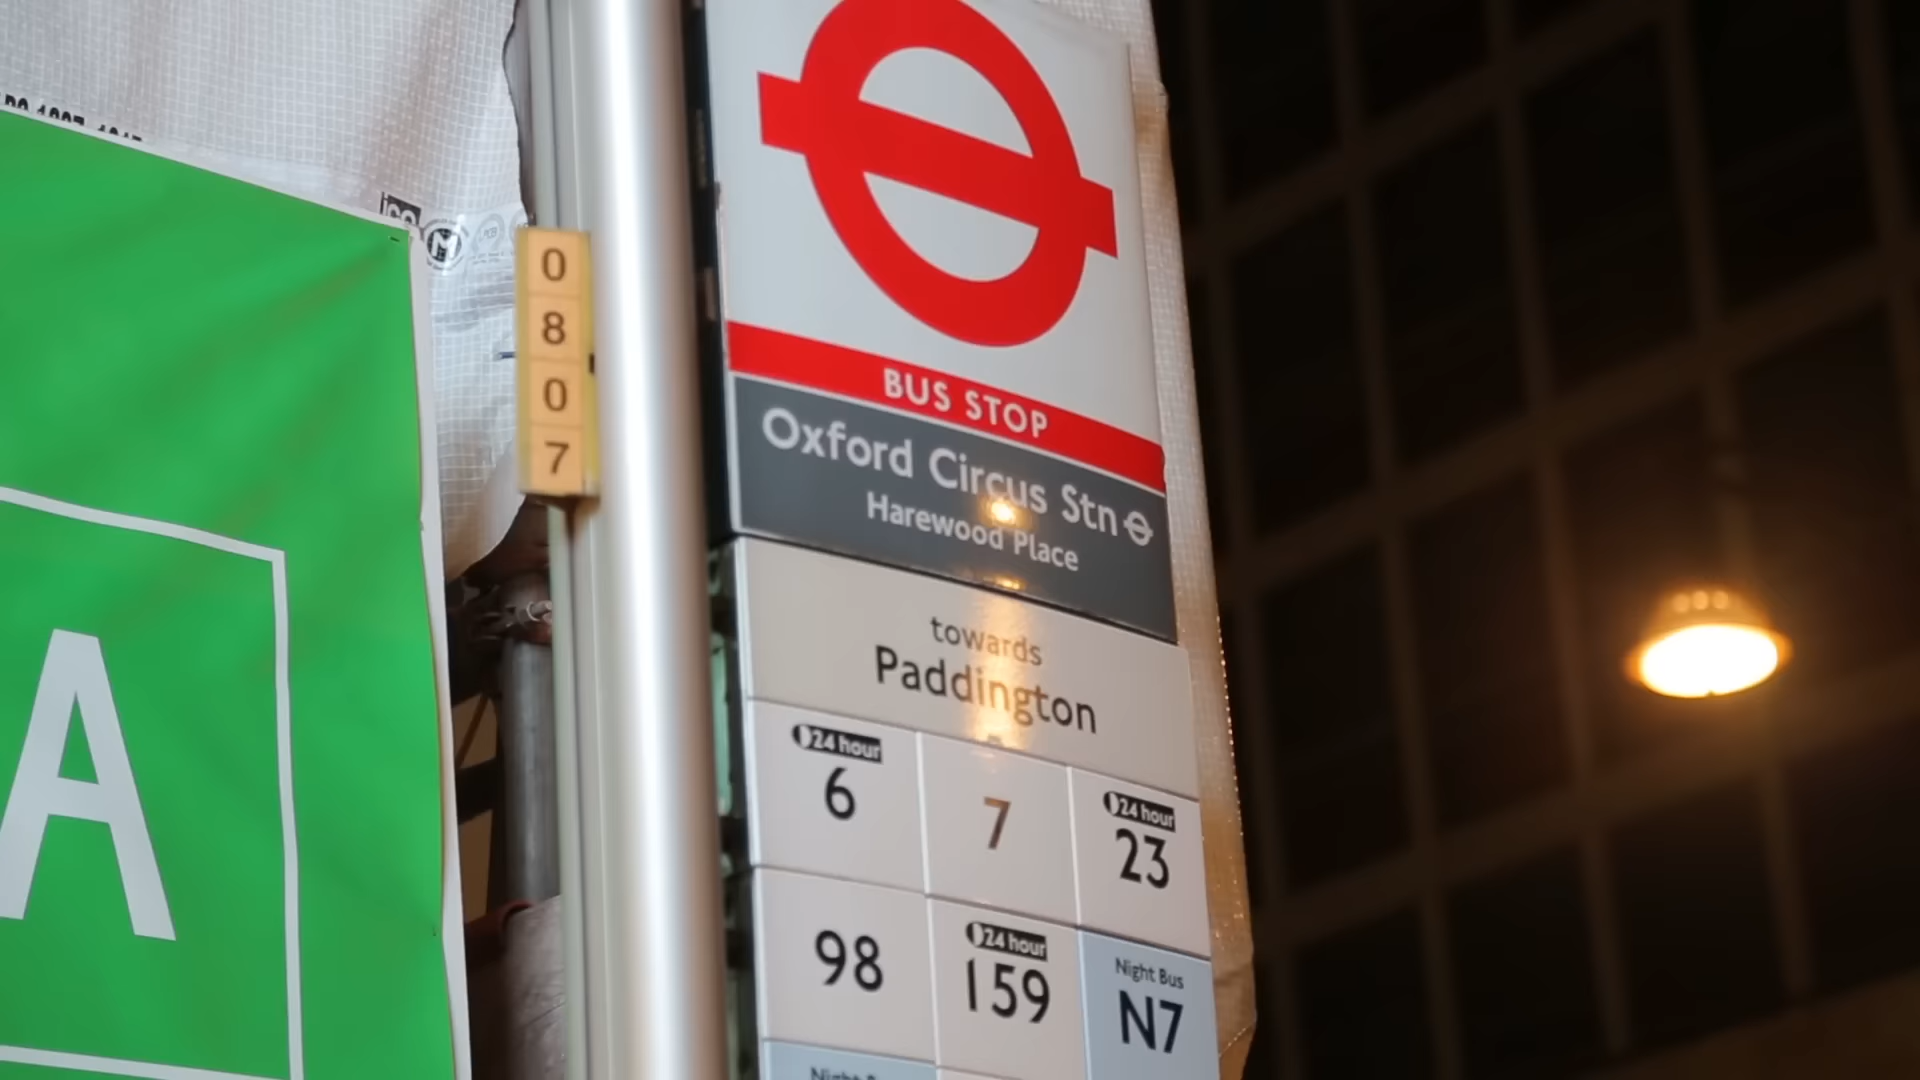 0
8
0
7
BUS STOP
Oxford Circus Stn
Harewood Place
towards
Paddington
24 hour
6
7
24 hour
23
98
24 hour
159
Night Bus
N7
Night
A
M